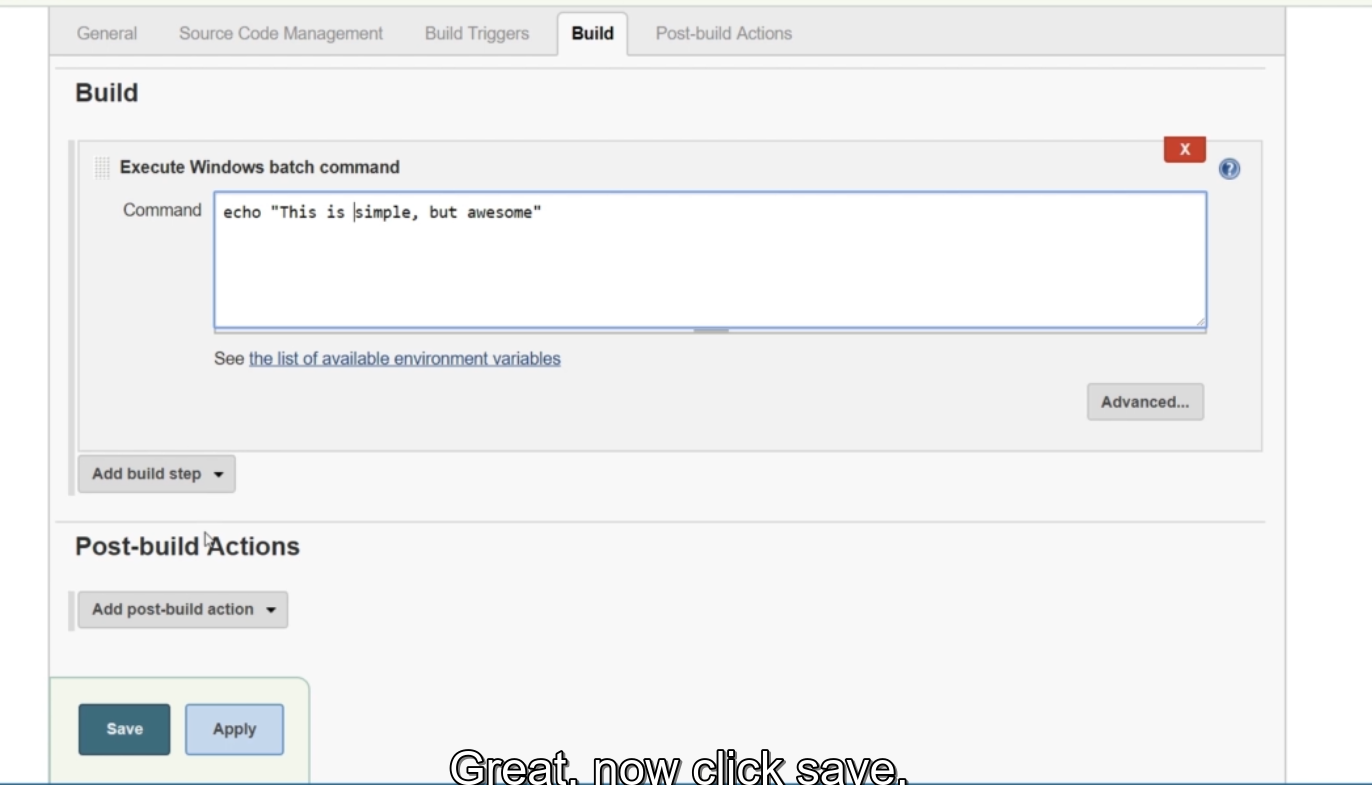 General Source Code Management Build Triggers Build Post-build Actions
Build
X
Execute Windows batch command
?
Command echo "This is simple, but awesome"
See the list of available environment variables
Advanced...
Add build step
Post-build Actions
Add post-build action
Save Apply
Great, now click save.